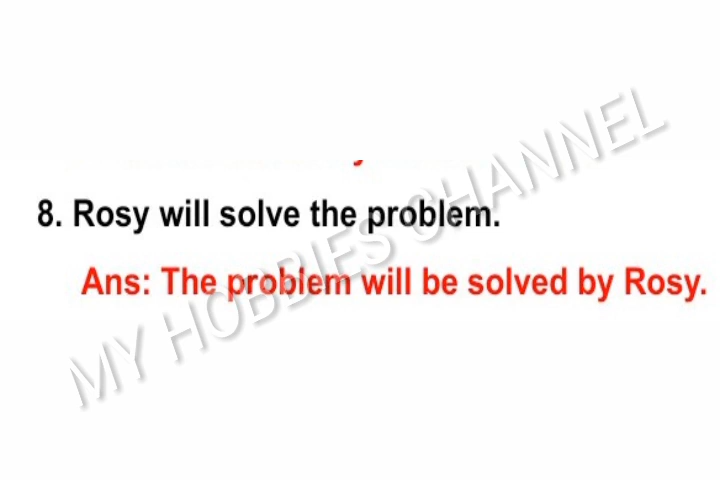 8. Rosy will solve the problem.
Ans: The problem will be solved by Rosy.
MY HOBBIES CHANNEL